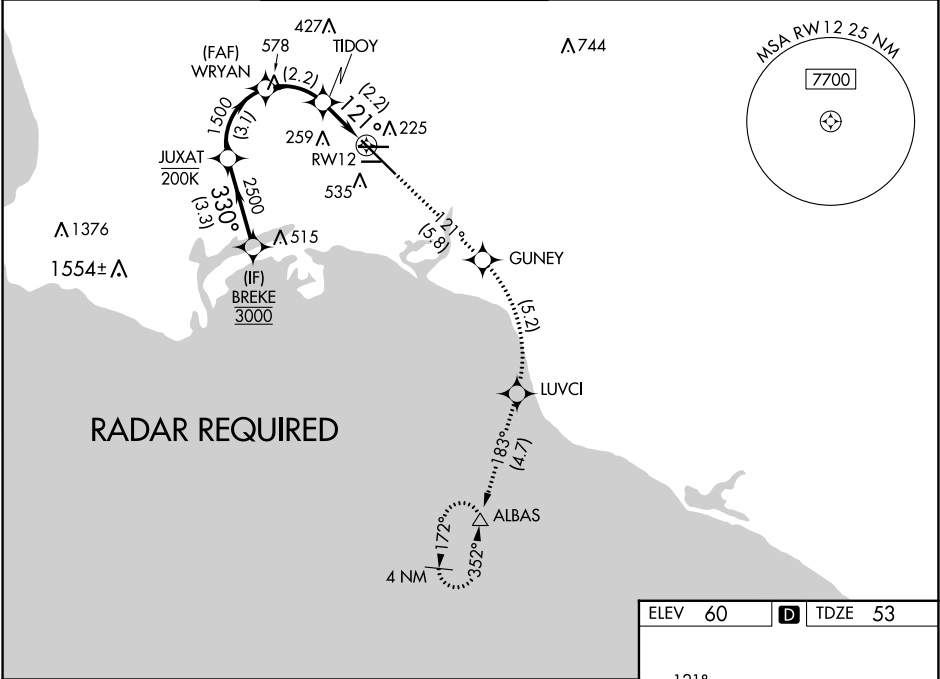 427
578
TIDOY
744
MSA RW12 25 NM
7700
(FAF)
WRYAN
(2.2)
(2.2)
121°
225
1500
(3.1)
259
RW12
JUXAT
200K
535
2500
330°
(3.3)
1376
515
1554±
(IF)
BREKE
3000
121°
(5.8)
GUNEY
(5.2)
LUVCI
RADAR REQUIRED
183°
(4.7)
ALBAS
172°
352°
4 NM
ELEV 60 D TDZE 53
121°